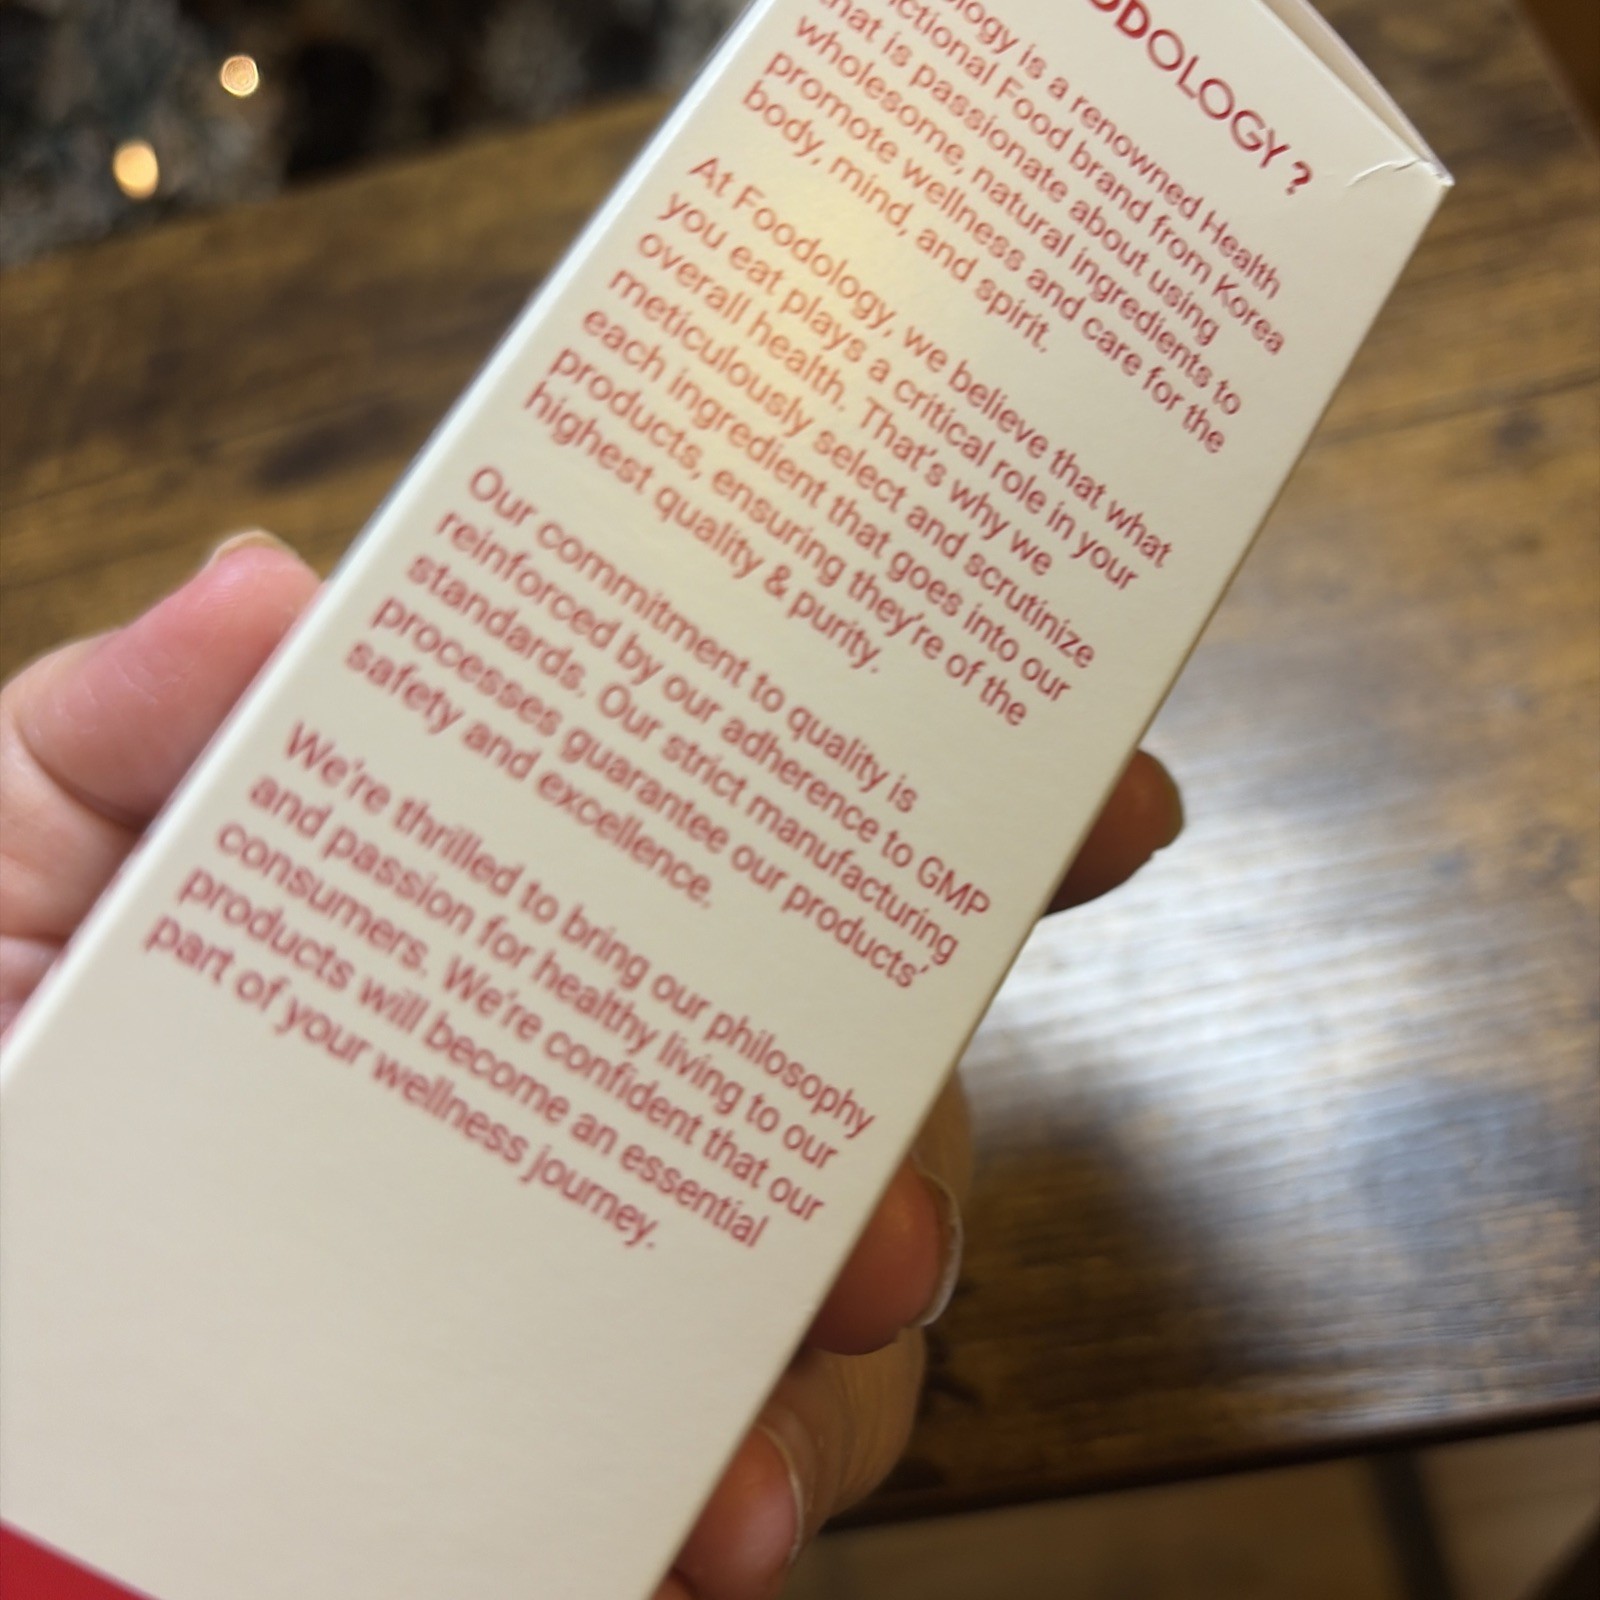 ODOLOGY ?
ology is a renowned Health
ctional Food brand from Korea
that is passionate about using
wholesome, natural ingredients to
promote wellness and care for the
body, mind, and spirit.
At Foodology, we believe that what
you eat plays a critical role in your
overall health. That's why we
meticulously select and scrutinize
each ingredient that goes into our
products, ensuring they're of the
highest quality & purity.
Our commitment to quality is
reinforced by our adherence to GMP
standards. Our strict manufacturing
processes guarantee our products'
safety and excellence.
We're thrilled to bring our philosophy
and passion for healthy living to our
consumers. We're confident that our
products will become an essential
part of your wellness journey.